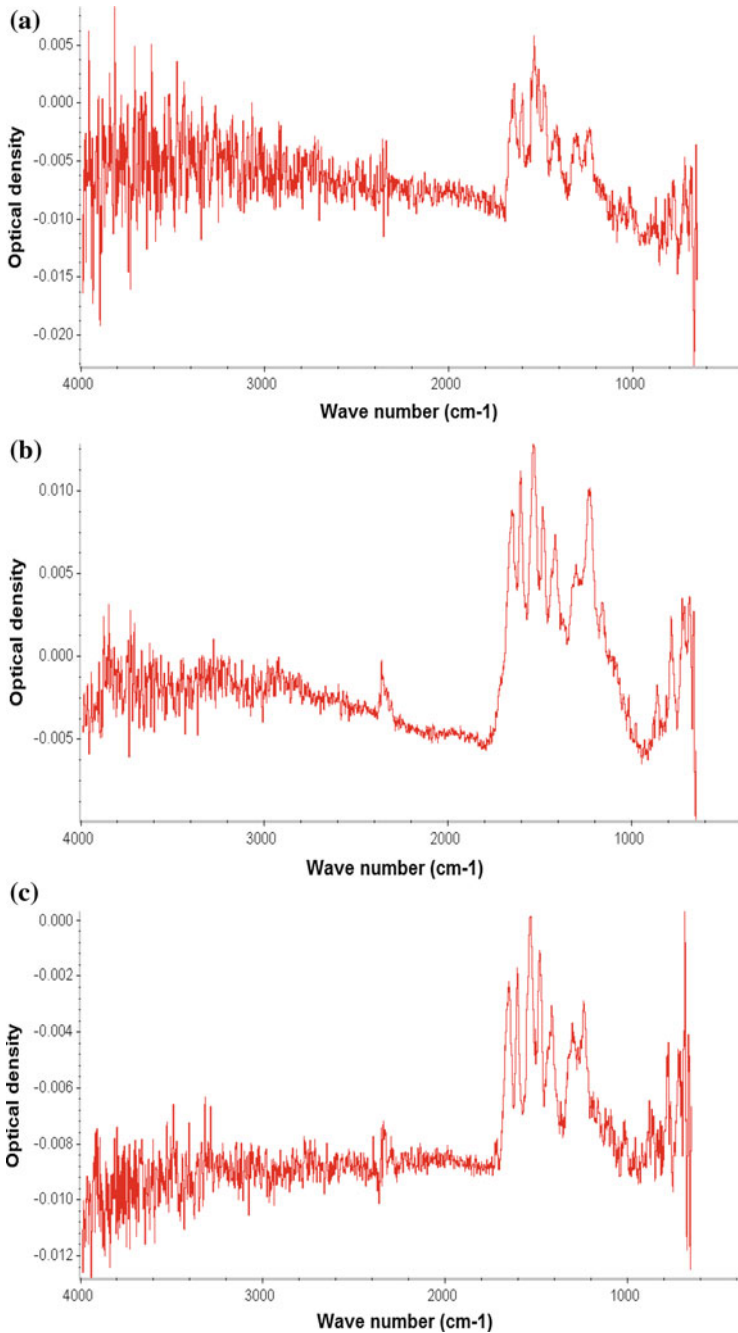 (a)
0.005
0.000
-0.005
-0.010
-0.015
-0.020
Optical density
4000 3000 2000 1000
Wave number (cm-1)
(b)
0.010
0.005
0.000
-0.005
Optical density
4000 3000 2000 1000
Wave number (cm-1)
(c)
0.000
-0.002
-0.004
-0.006
-0.008
-0.010
-0.012
Optical density
4000 3000 2000 1000
Wave number (cm-1)